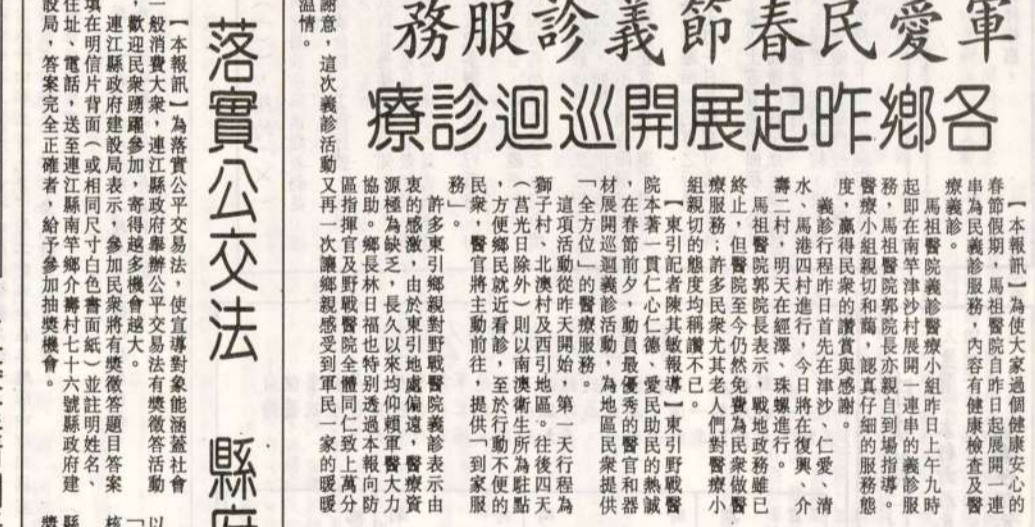 軍愛民春節義診服務
各鄉昨起展開巡迴診療
【本報訊】為使大家過個健康安心的
春節假期，馬祖醫院自昨日起展開一連
串為民義診服務，內容有健康檢查及醫
療義診。
馬祖醫院義診醫療小組昨日上午九時
起即在南竿津沙村展開一連串的義診服
務，馬祖醫院郭院長亦親自到場指導。
醫療小組親切和藹，認真仔細的服務態
度，贏得民衆的讚賞與感謝。
義診行程昨日首先在津沙、仁愛、清
水、馬港四村進行，今日將在復興、介
壽二村，明天在經澤、珠螺進行。
馬祖醫院郭院長表示，戰地政務雖已
終止，但醫院至今仍然免費為民衆做醫
療服務；許多民衆尤其老人們對醫療小
組親切的態度均稱讚不已。
【東引記者陳其敏報導】東引野戰醫
院本著一貫仁心仁德、愛民助民的熱誠
，在春節前夕，動員最優秀的醫官和器
材展開巡迴義診活動，為地區民衆提供
「全方位」的醫療服務。
這項活動從昨天開始，第一天行程為
獅子村、北澳村及西引地區。往後四天
（莒光日除外）則以南澳衛生所為駐點
，方便鄉民就近看診，至於行動不便的
民衆，醫官將主動前往，提供「到家服
務」。
許多東引鄉親對野戰醫院義診表示由
衷的感激，由於東引地處偏遠，醫療資
源極為缺乏，長久以來均仰賴軍醫大力
協助。鄉長林日福也特別透過本報向防
區指揮官及野戰醫院全體同仁致上萬分
謝意，這次義診活動又再一次讓鄉親感受到軍民一家的暖暖
溫情。
落實公交法 縣府
【本報訊】為落實公平交易法，使宣導對象能涵蓋社會
一般消費大衆，連江縣政府舉辦公平交易法有獎徵答活動
，歡迎民衆踴躍參加，寄得越多機會越大。
連江縣政府建設局表示，參加民衆將有獎徵答題目答案
填在明信片背面（或相同尺寸白色書面紙）並註明姓名、
住址、電話，送至連江縣南竿鄉介壽村七十六號縣政府建
設局，答案完全正確者，給予參加抽獎機會。